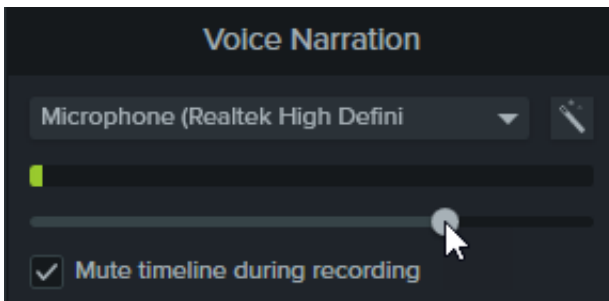 Voice Narration
Microphone (Realtek High Defini
Mute timeline during recording